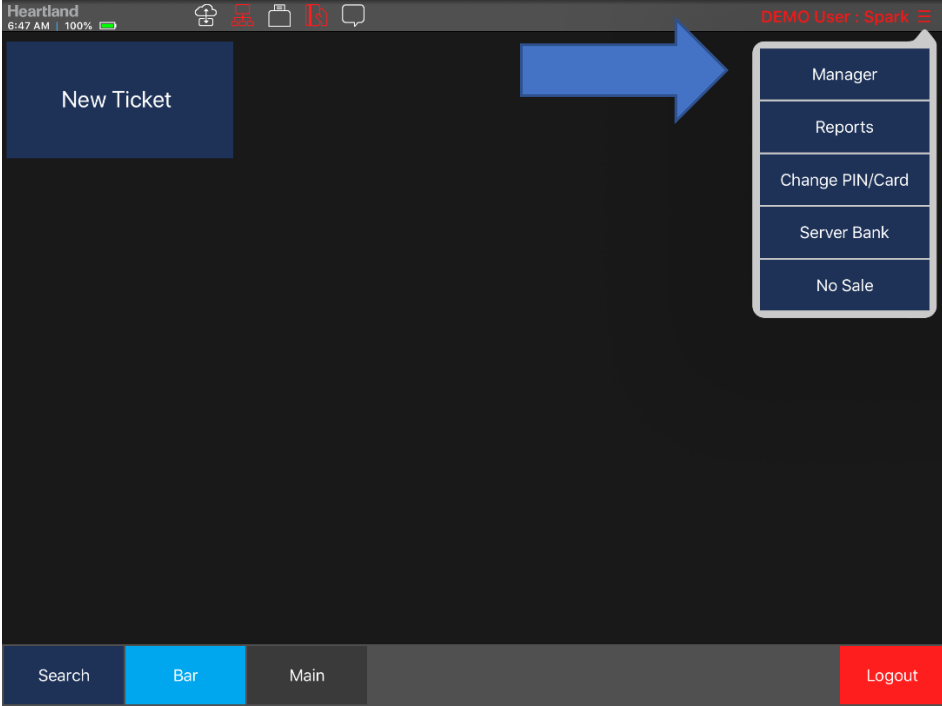 Heartland
6:47 AM | 100%
DEMO User : Spark
New Ticket
Manager
Reports
Change PIN/Card
Server Bank
No Sale
Search
Bar
Main
Logout